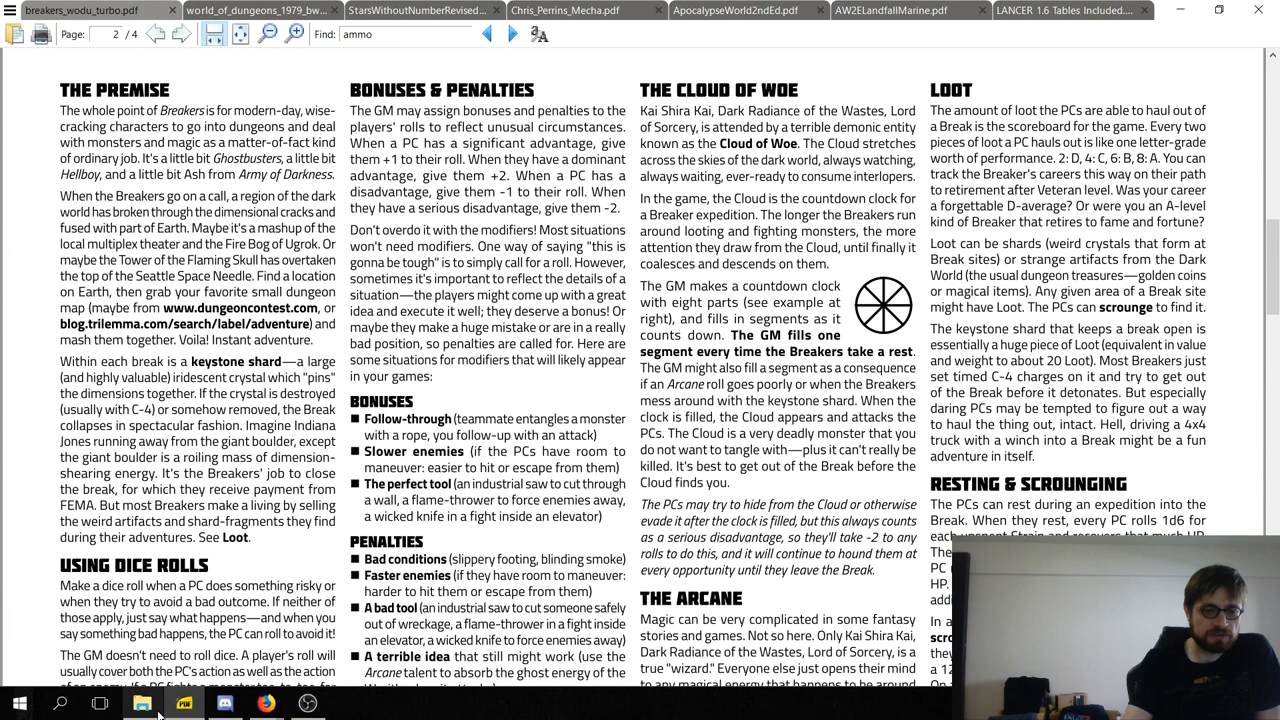 breakers_wodu_turbo.pdf
world_of_dungeons_1979_bw...
StarsWithoutNumberRevised...
Chris_Perrins_Mecha.pdf
ApocalypseWorld2ndEd.pdf
AW2ELandfallMarine.pdf
LANCER 1.6 Tables Included....
Page: 2 / 4 Find: ammo
THE PREMISE
The whole point of Breakers is for modern-day, wise-
cracking characters to go into dungeons and deal
with monsters and magic as a matter-of-fact kind
of ordinary job. It's a little bit Ghostbusters, a little bit
Hellboy, and a little bit Ash from Army of Darkness.
When the Breakers go on a call, a region of the dark
world has broken through the dimensional cracks and
fused with part of Earth. Maybe it's a mashup of the
local multiplex theater and the Fire Bog of Ugrok. Or
maybe the Tower of the Flaming Skull has overtaken
the top of the Seattle Space Needle. Find a location
on Earth, then grab your favorite small dungeon
map (maybe from www.dungeoncontest.com, or
blog.trilemma.com/search/label/adventure) and
mash them together. Voila! Instant adventure.
Within each break is a keystone shard—a large
(and highly valuable) iridescent crystal which "pins"
the dimensions together. If the crystal is destroyed
(usually with C-4) or somehow removed, the Break
collapses in spectacular fashion. Imagine Indiana
Jones running away from the giant boulder, except
the giant boulder is a roiling mass of dimension-
shearing energy. It's the Breakers' job to close
the break, for which they receive payment from
FEMA. But most Breakers make a living by selling
the weird artifacts and shard-fragments they find
during their adventures. See Loot.
USING DICE ROLLS
Make a dice roll when a PC does something risky or
when they try to avoid a bad outcome. If neither of
those apply, just say what happens—and when you
say something bad happens, the PC can roll to avoid it!
The GM doesn't need to roll dice. A player's roll will
usually cover both the PC's action as well as the action
BONUSES & PENALTIES
The GM may assign bonuses and penalties to the
players' rolls to reflect unusual circumstances.
When a PC has a significant advantage, give
them +1 to their roll. When they have a dominant
advantage, give them +2. When a PC has a
disadvantage, give them -1 to their roll. When
they have a serious disadvantage, give them -2.
Don't overdo it with the modifiers! Most situations
won't need modifiers. One way of saying "this is
gonna be tough" is to simply call for a roll. However,
sometimes it's important to reflect the details of a
situation—the players might come up with a great
idea and execute it well; they deserve a bonus! Or
maybe they make a huge mistake or are in a really
bad position, so penalties are called for. Here are
some situations for modifiers that will likely appear
in your games:
BONUSES
■ Follow-through (teammate entangles a monster
with a rope, you follow-up with an attack)
■ Slower enemies (if the PCs have room to
maneuver: easier to hit or escape from them)
■ The perfect tool (an industrial saw to cut through
a wall, a flame-thrower to force enemies away,
a wicked knife in a fight inside an elevator)
PENALTIES
■ Bad conditions (slippery footing, blinding smoke)
■ Faster enemies (if they have room to maneuver:
harder to hit or escape from them)
■ A bad tool (an industrial saw to cut someone safely
out of wreckage, a flame-thrower in a fight inside
an elevator, a wicked knife to force enemies away)
■ A terrible idea that still might work (use the
Arcane talent to absorb the ghost energy of the
THE CLOUD OF WOE
Kai Shira Kai, Dark Radiance of the Wastes, Lord
of Sorcery, is attended by a terrible demonic entity
known as the Cloud of Woe. The Cloud stretches
across the skies of the dark world, always watching,
always waiting, ever-ready to consume interlopers.
In the game, the Cloud is the countdown clock for
a Breaker expedition. The longer the Breakers run
around looting and fighting monsters, the more
attention they draw from the Cloud, until finally it
coalesces and descends on them.
The GM makes a countdown clock
with eight parts (see example at
right), and fills in segments as it
counts down. The GM fills one
segment every time the Breakers take a rest.
The GM might also fill a segment as a consequence
if an Arcane roll goes poorly or when the Breakers
mess around with the keystone shard. When the
clock is filled, the Cloud appears and attacks the
PCs. The Cloud is a very deadly monster that you
do not want to tangle with—plus it can't really be
killed. It's best to get out of the Break before the
Cloud finds you.
The PCs may try to hide from the Cloud or otherwise
evade it after the clock is filled, but this always counts
as a serious disadvantage, so they'll take -2 to any
rolls to do this, and it will continue to hound them at
every opportunity until they leave the Break.
THE ARCANE
Magic can be very complicated in some fantasy
stories and games. Not so here. Only Kai Shira Kai,
Dark Radiance of the Wastes, Lord of Sorcery, is a
true "wizard." Everyone else just opens their mind
to any magical energy that happens to be around
LOOT
The amount of loot the PCs are able to haul out of
a Break is the scoreboard for the game. Every two
pieces of loot a PC hauls out is like one letter-grade
worth of performance. 2: D, 4: C, 6: B, 8: A. You can
track the Breaker's careers this way on their path
to retirement after Veteran level. Was your career
a forgettable D-average? Or were you an A-level
kind of Breaker that retires to fame and fortune?
Loot can be shards (weird crystals that form at
Break sites) or strange artifacts from the Dark
World (the usual dungeon treasures—golden coins
or magical items). Any given area of a Break site
might have Loot. The PCs can scrounge to find it.
The keystone shard that keeps a break open is
essentially a huge piece of Loot (equivalent in value
and weight to about 20 Loot). Most Breakers just
set timed C-4 charges on it and try to get out
of the Break before it detonates. But especially
daring PCs may be tempted to figure out a way
to haul the thing out, intact. Hell, driving a 4x4
truck with a winch into a Break might be a fun
adventure in itself.
RESTING & SCROUNGING
The PCs can rest during an expedition into the
Break. When they rest, every PC rolls 1d6 for
The
PC
HP.
addi
In a
scro
they
a 12
PDF